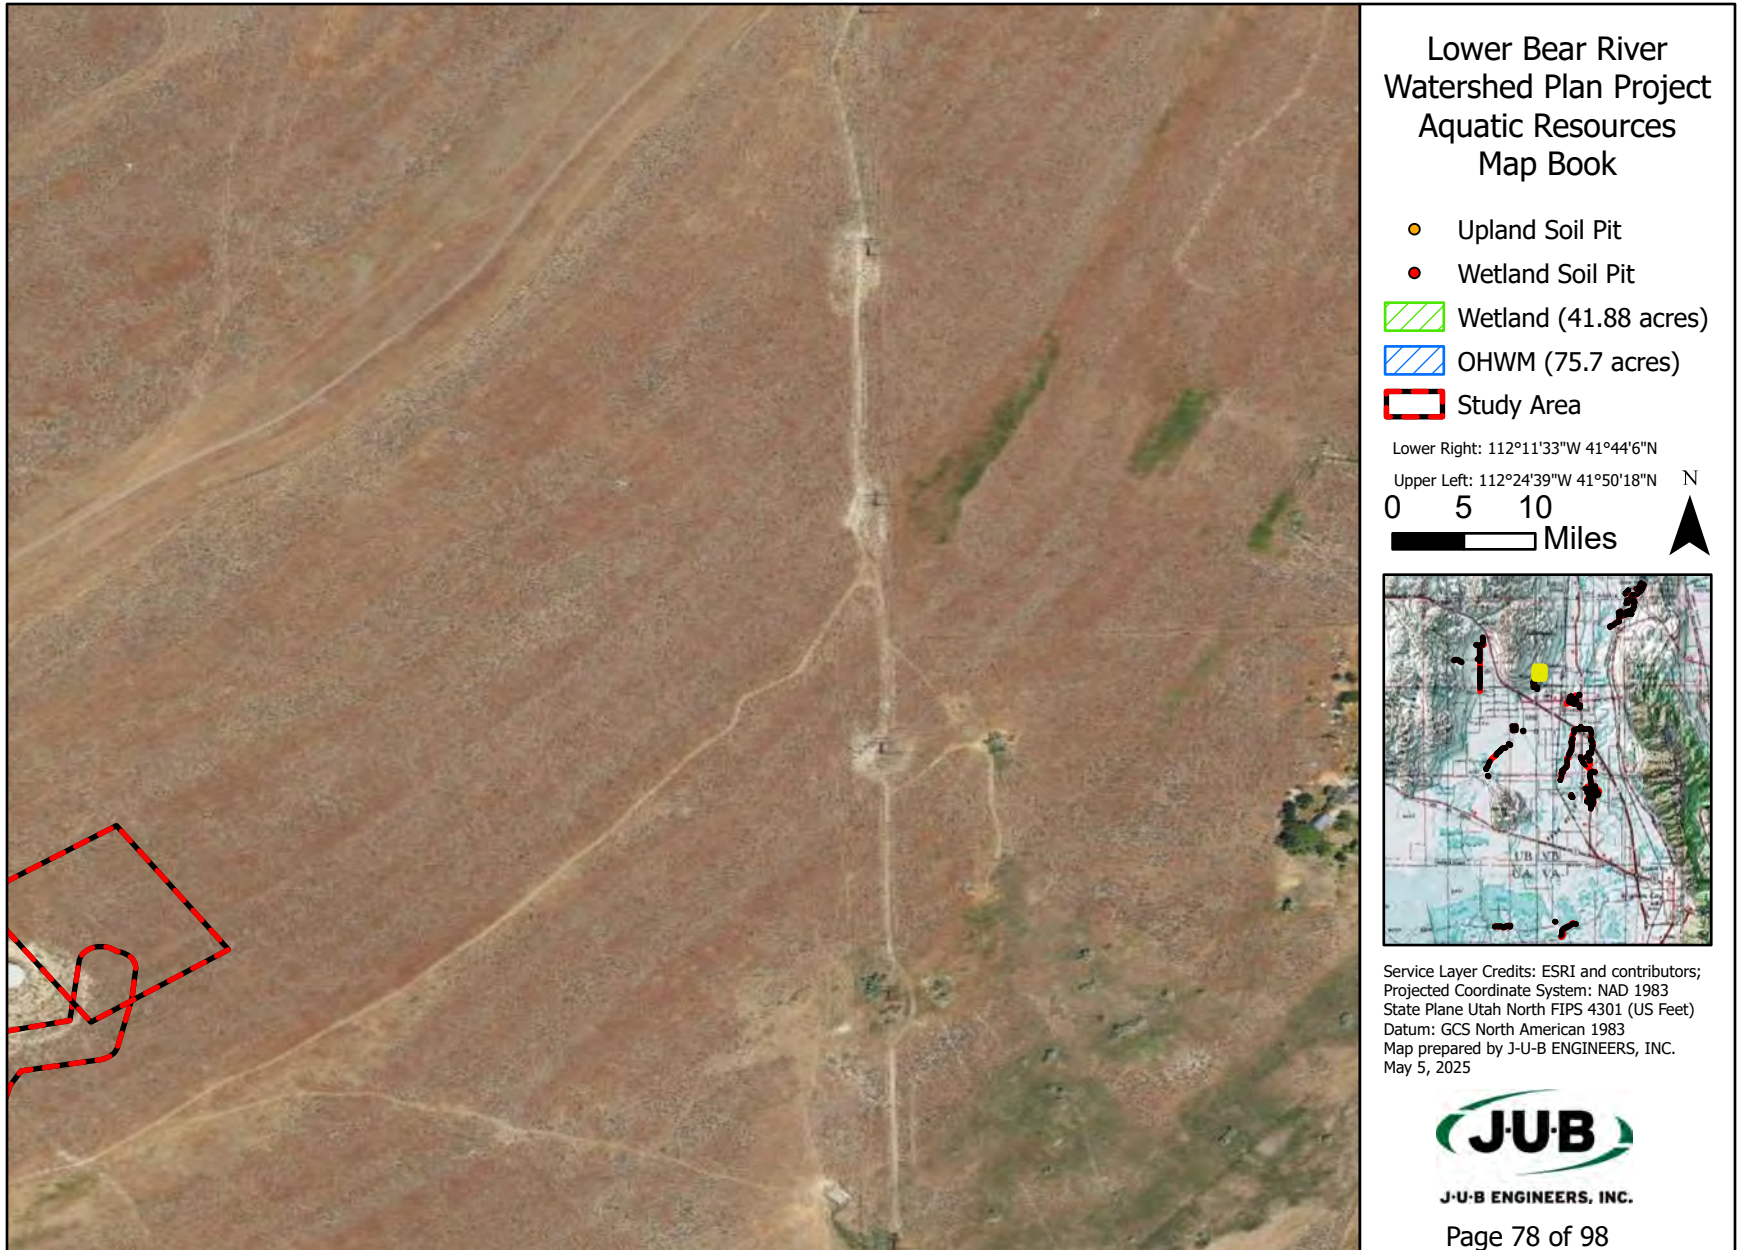 Lower Bear River
Watershed Plan Project
Aquatic Resources
Map Book
Upland Soil Pit
Wetland Soil Pit
Wetland (41.88 acres)
OHWM (75.7 acres)
Study Area
Lower Right: 112°11'33"W 41°44'6"N
Upper Left: 112°24'39"W 41°50'18"N
N
0 5 10
Miles
UB VB
UA VA
Service Layer Credits: ESRI and contributors;
Projected Coordinate System: NAD 1983
State Plane Utah North FIPS 4301 (US Feet)
Datum: GCS North American 1983
Map prepared by J-U-B ENGINEERS, INC.
May 5, 2025
J·U·B
J·U·B ENGINEERS, INC.
Page 78 of 98